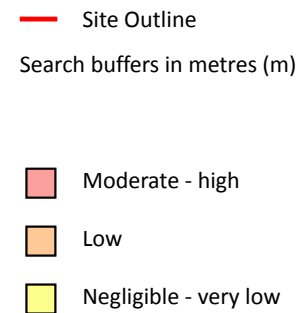 Site Outline
Search buffers in metres (m)
Moderate - high
Low
Negligible - very low